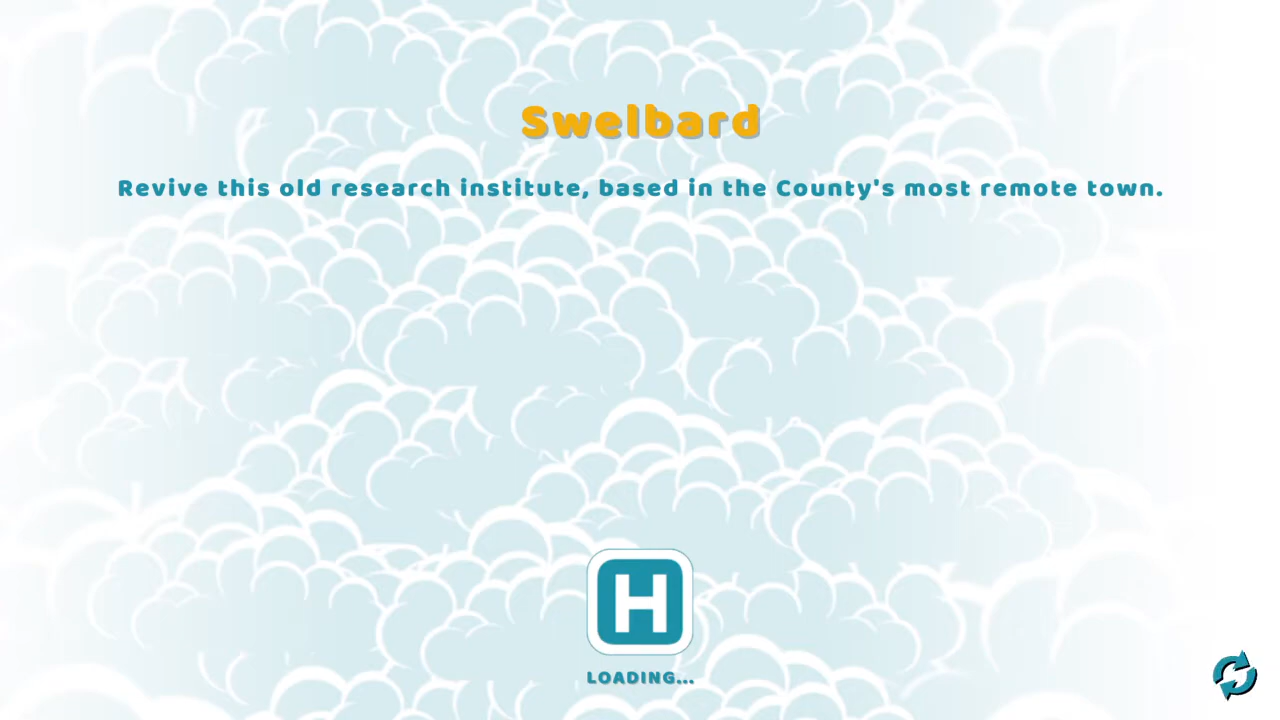 Swelbard
Revive this old research institute, based in the County's most remote town.
H
LOADING...